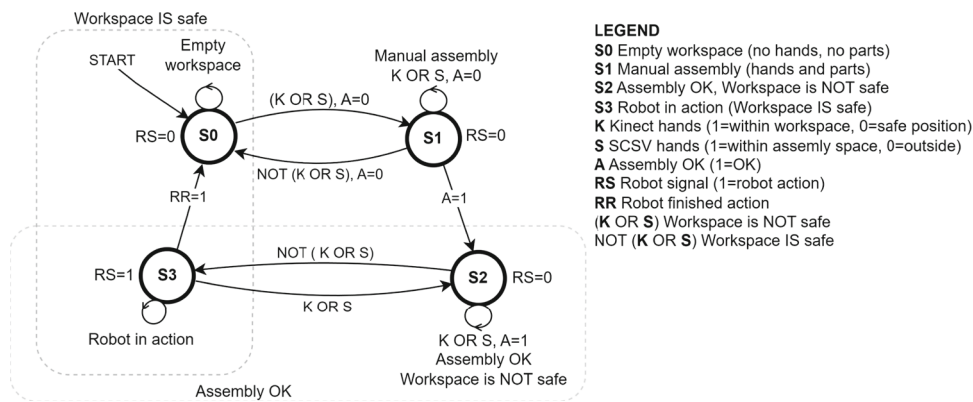 Workspace IS safe
START
Empty
workspace
RS=0
S0
(K OR S), A=0
NOT (K OR S), A=0
Manual assembly
K OR S, A=0
S1
RS=0
RR=1
A=1
RS=1
S3
NOT ( K OR S)
K OR S
S2
RS=0
Robot in action
K OR S, A=1
Assembly OK
Workspace is NOT safe
Assembly OK
LEGEND
S0 Empty workspace (no hands, no parts)
S1 Manual assembly (hands and parts)
S2 Assembly OK, Workspace is NOT safe
S3 Robot in action (Workspace IS safe)
K Kinect hands (1=within workspace, 0=safe position)
S SCSV hands (1=within assemly space, 0=outside)
A Assembly OK (1=OK)
RS Robot signal (1=robot action)
RR Robot finished action
(K OR S) Workspace is NOT safe
NOT (K OR S) Workspace IS safe